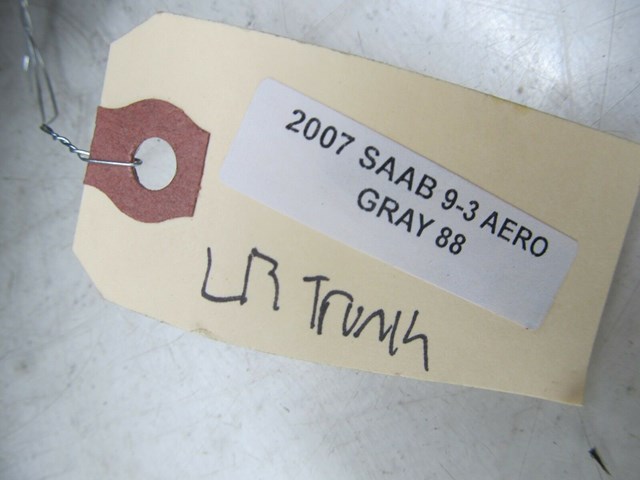 2007 SAAB 9-3 AERO
GRAY 88
LR Trunk